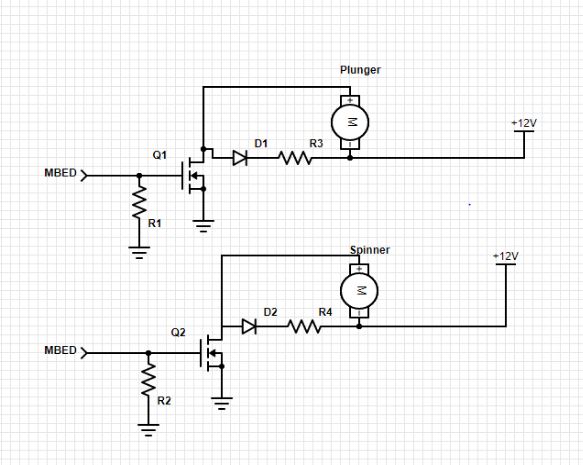 Plunger
+
M
−
+12V
D1
R3
Q1
MBED
R1
Spinner
+
M
−
+12V
D2
R4
Q2
MBED
R2